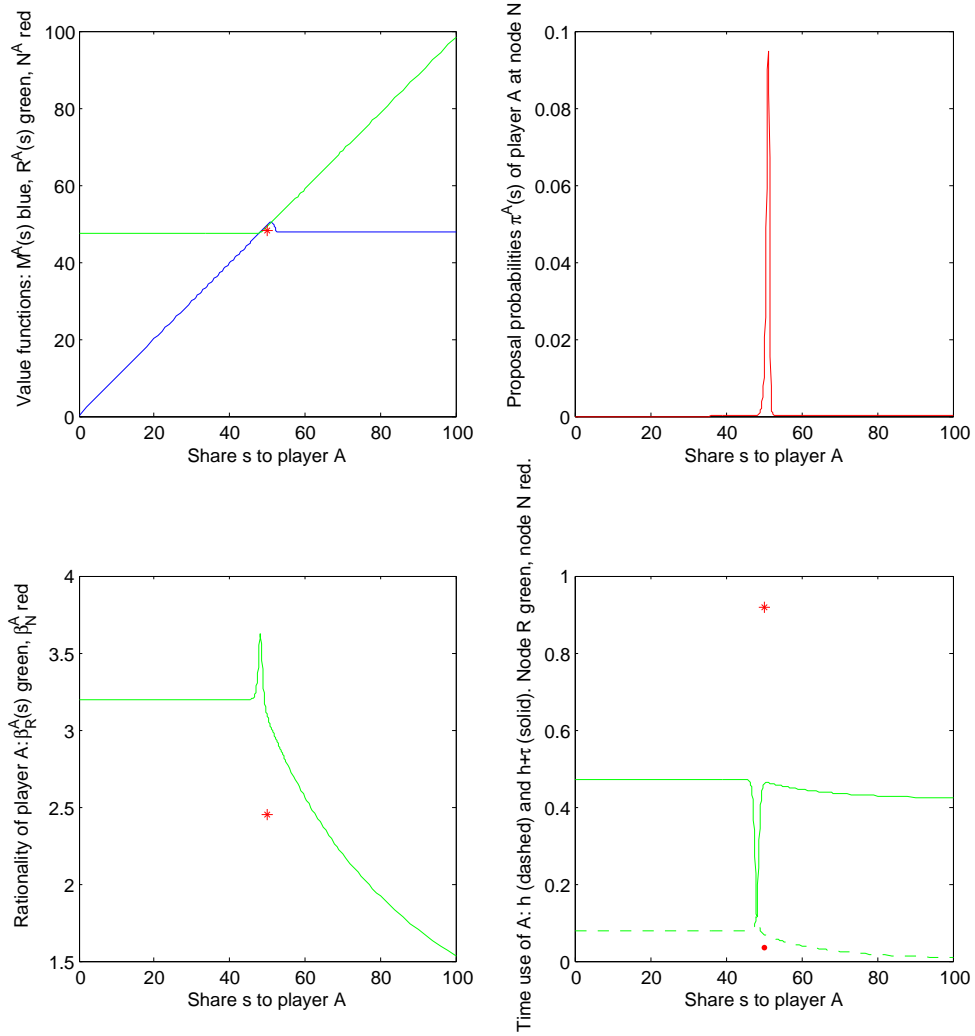 Value functions: M^A(s) blue, R^A(s) green, N^A red
100
80
60
40
20
0
0 20 40 60 80 100
Share s to player A
Proposal probabilities π^A(s) of player A at node N
0.1
0.08
0.06
0.04
0.02
0
0 20 40 60 80 100
Share s to player A
Rationality of player A:β_R^A(s) green, β_N^A red
4
3.5
3
2.5
2
1.5
0 20 40 60 80 100
Share s to player A
Time use of A: h (dashed) and h+τ (solid). Node R green, node N red.
1
0.8
0.6
0.4
0.2
0
0 20 40 60 80 100
Share s to player A